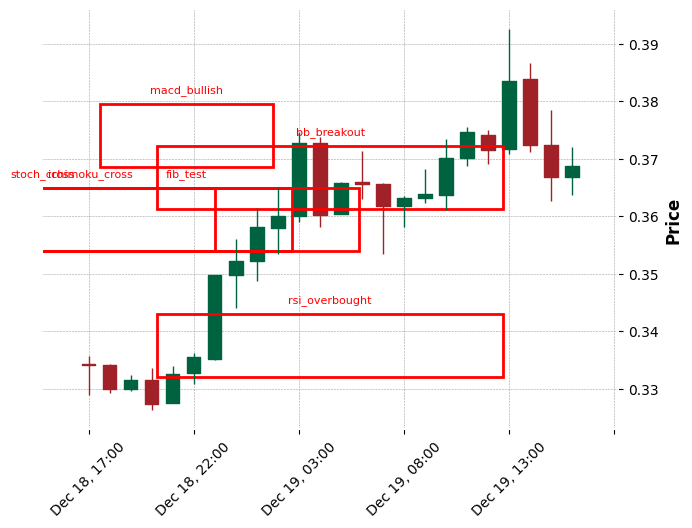 macd_bullish
bb_breakout
stoch_cross
ichimoku_cross
fib_test
rsi_overbought
0.39
0.38
0.37
0.36
0.35
0.34
0.33
Price
Dec 18, 17:00
Dec 18, 22:00
Dec 19, 03:00
Dec 19, 08:00
Dec 19, 13:00